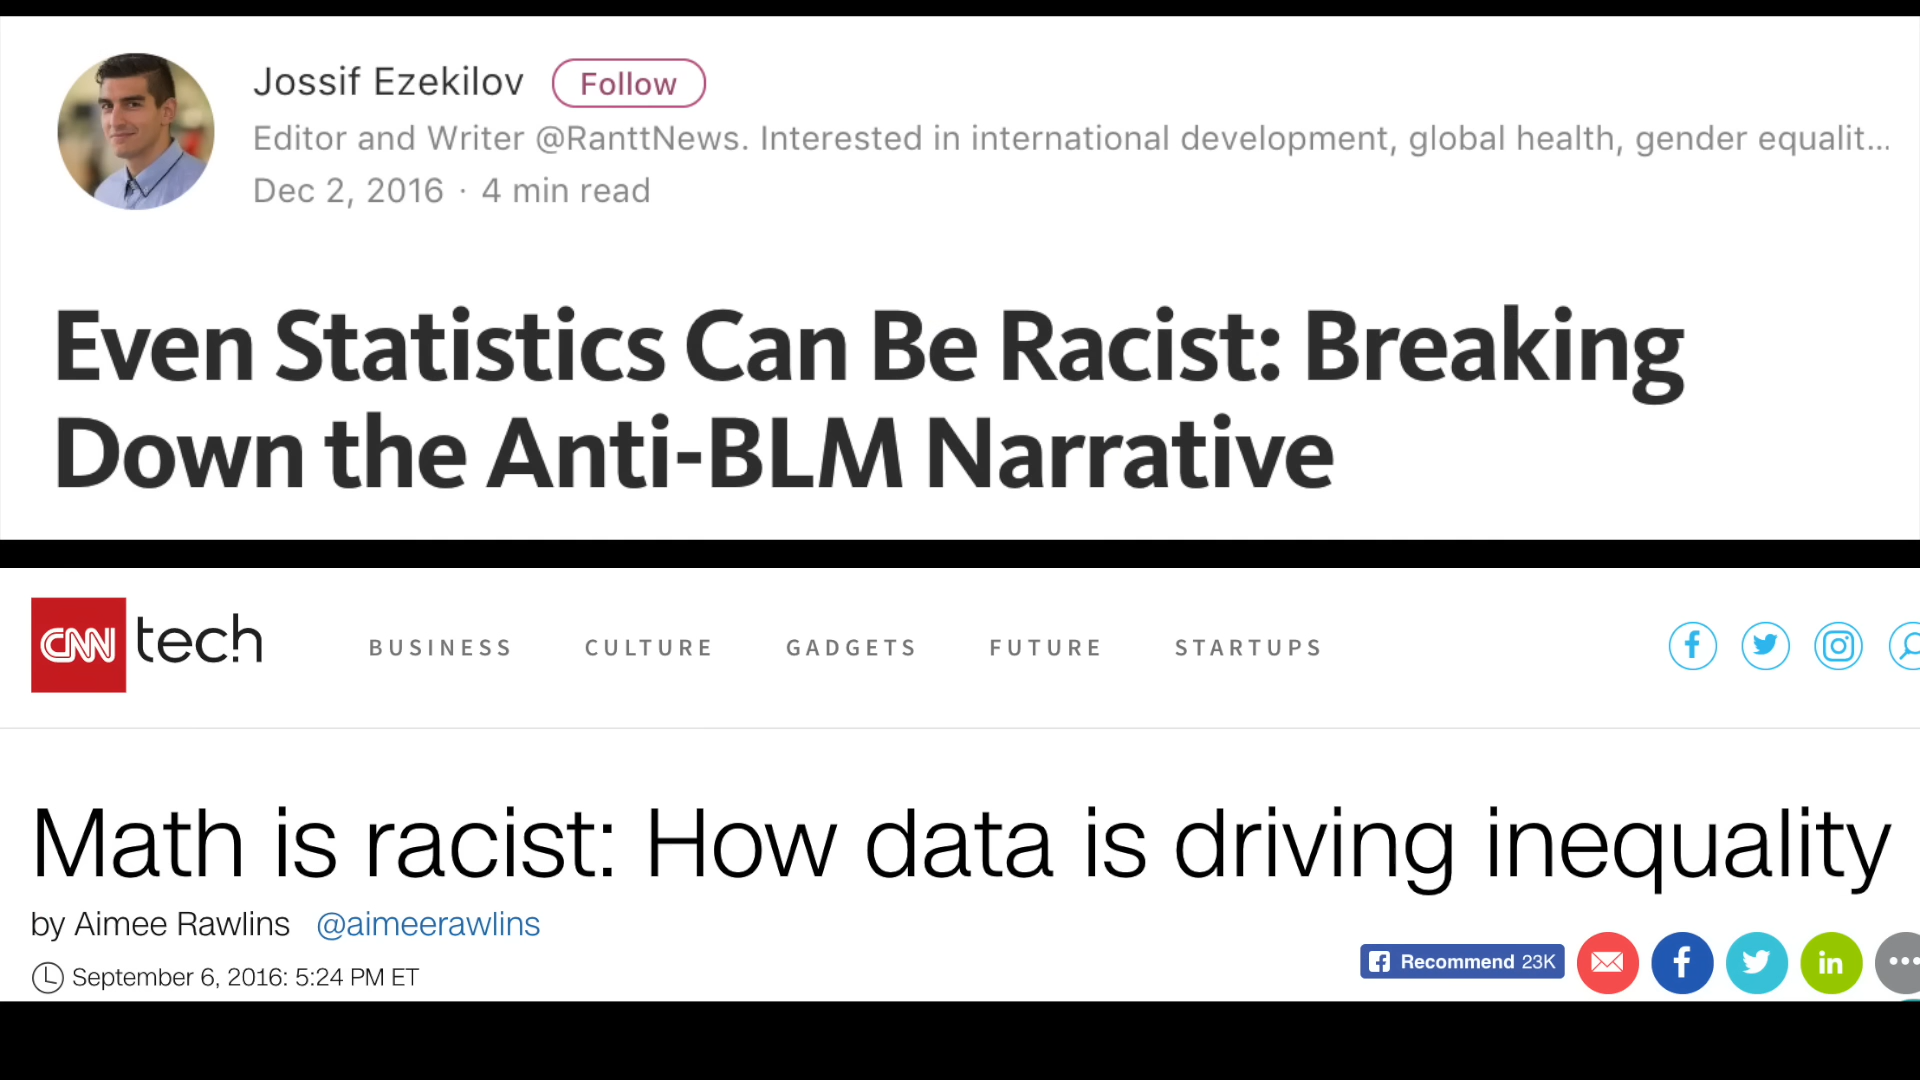 Jossif Ezekilov Follow
Editor and Writer @RanttNews. Interested in international development, global health, gender equalit...
Dec 2, 2016 · 4 min read
Even Statistics Can Be Racist: Breaking
Down the Anti-BLM Narrative
CNN tech BUSINESS CULTURE GADGETS FUTURE STARTUPS
Math is racist: How data is driving inequality
by Aimee Rawlins @aimeerawlins
Recommend 23K
September 6, 2016: 5:24 PM ET